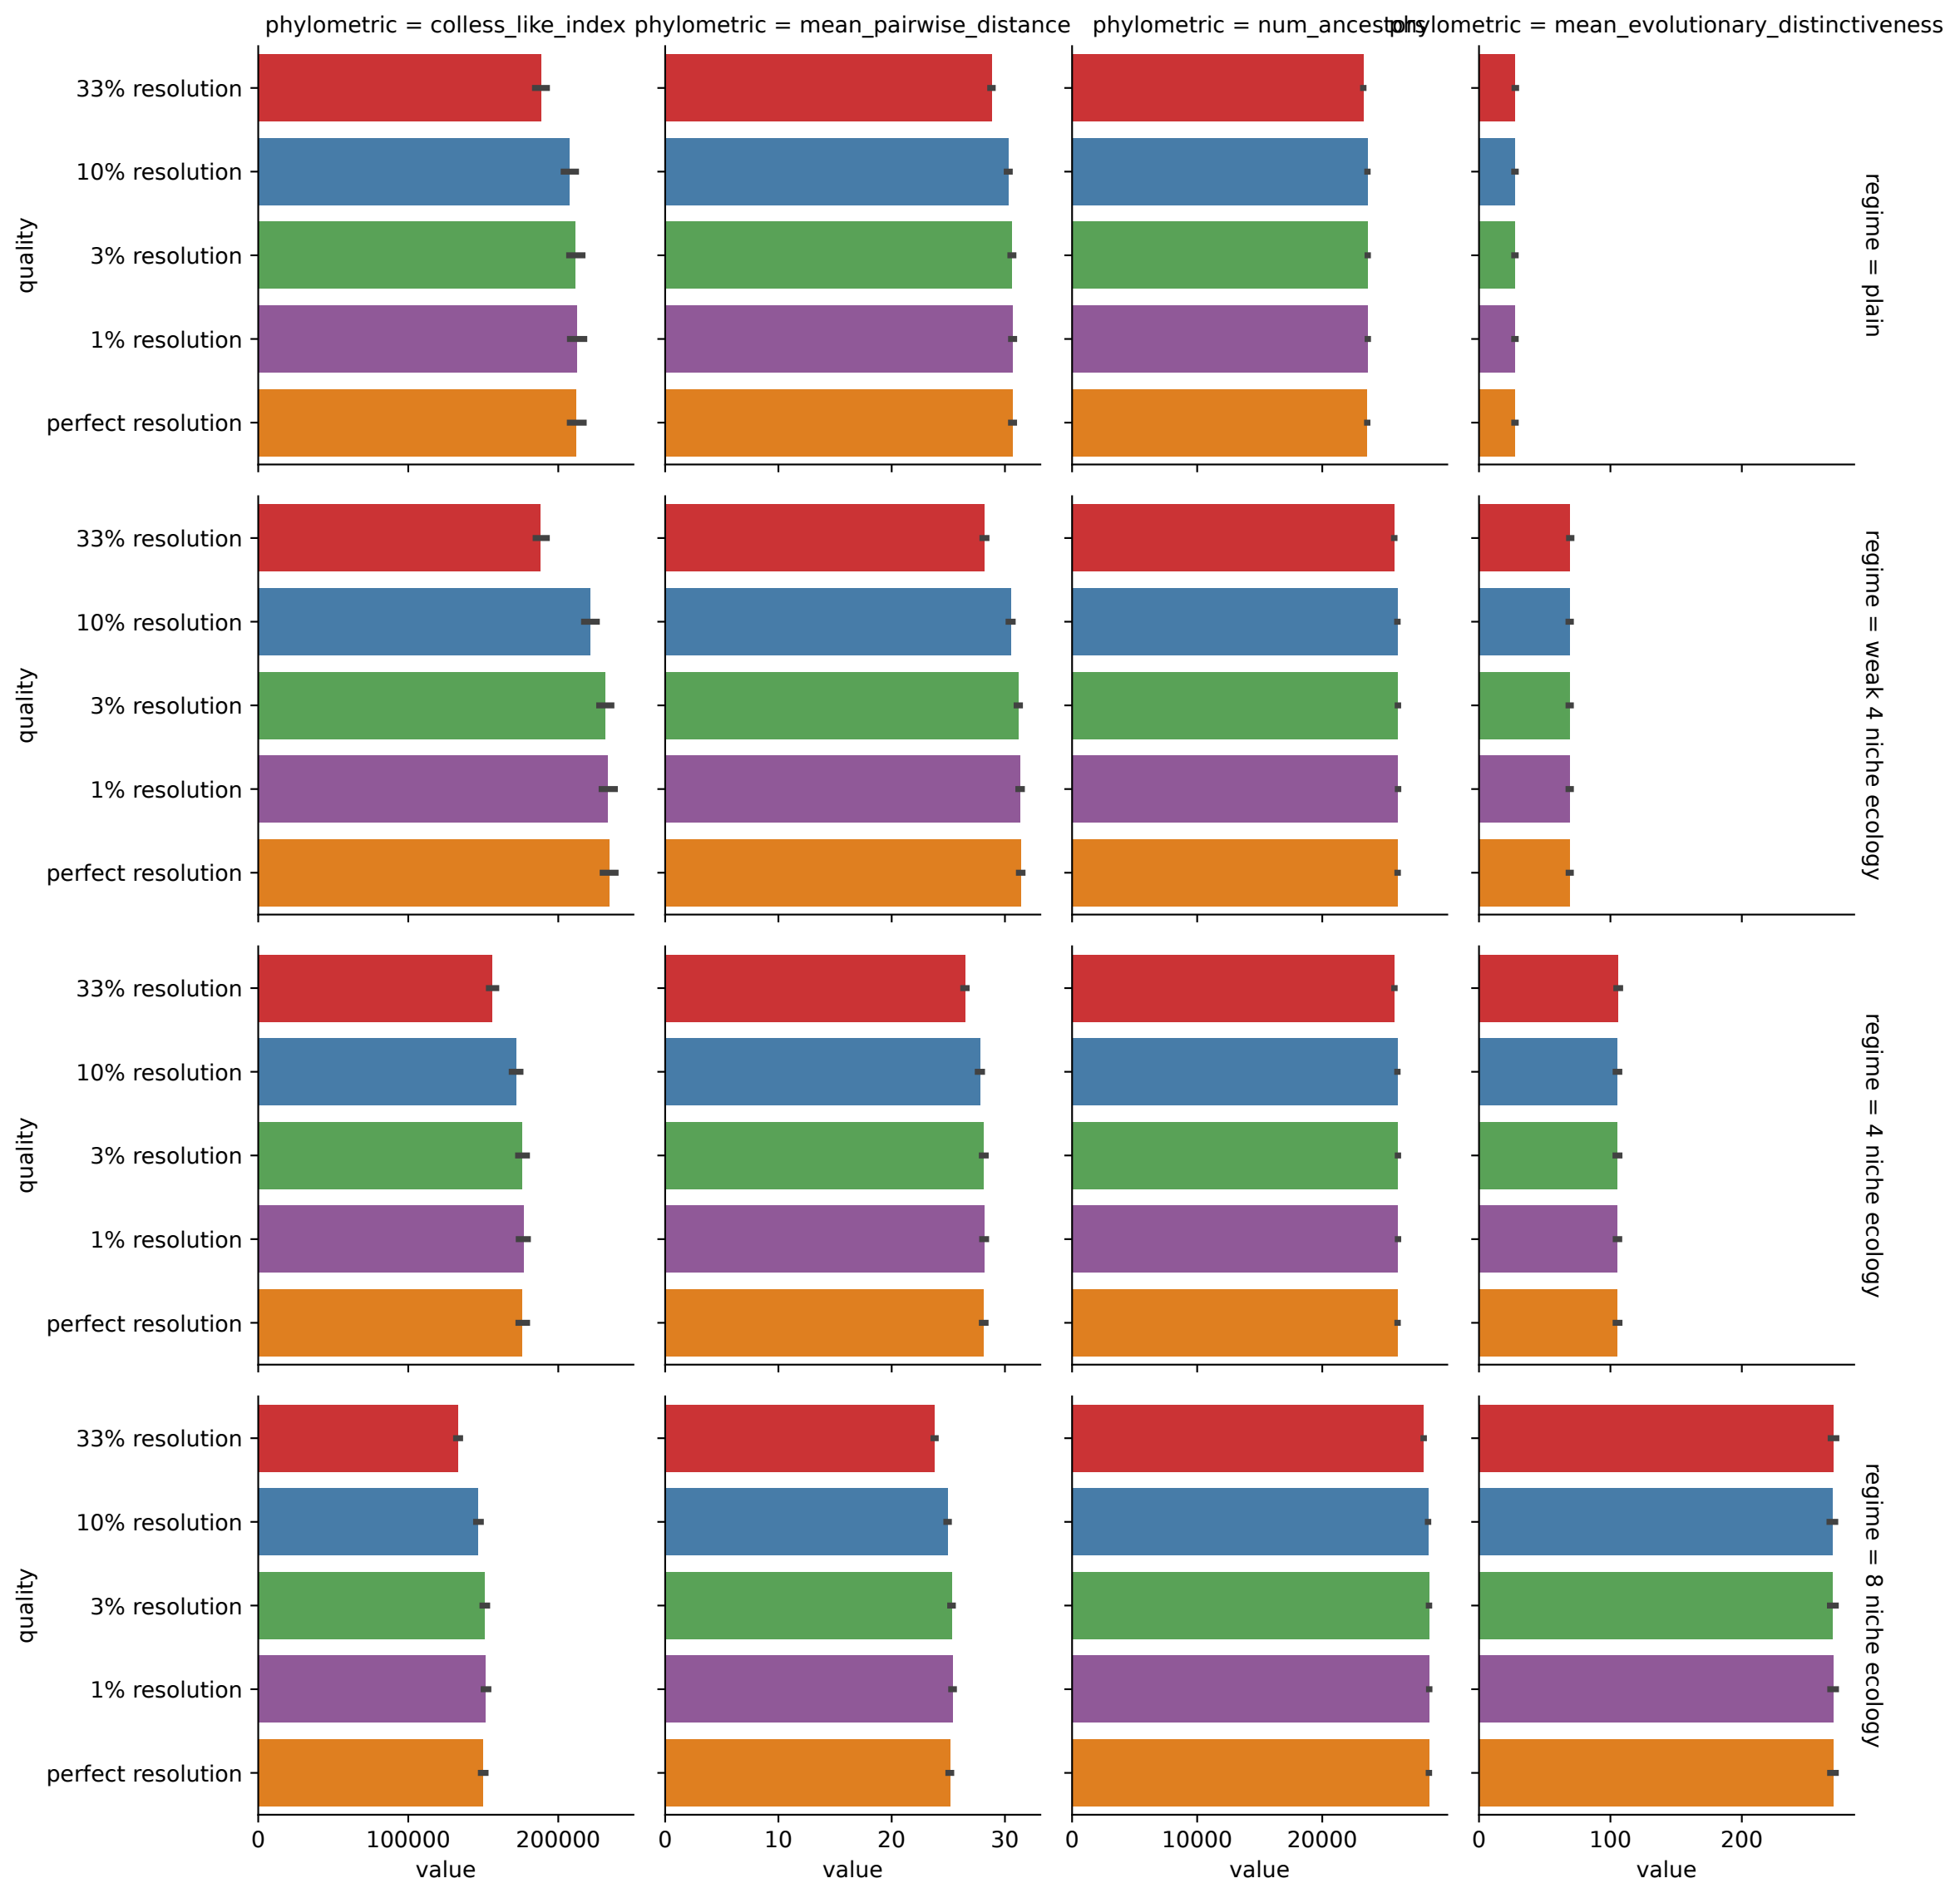 phylometric = colless_like_index phylometric = mean_pairwise_distance phylometric = num_ancestors phylometric = mean_evolutionary_distinctiveness
33% resolution
10% resolution
3% resolution
1% resolution
perfect resolution
quality
regime = plain
33% resolution
10% resolution
3% resolution
1% resolution
perfect resolution
quality
regime = weak 4 niche ecology
33% resolution
10% resolution
3% resolution
1% resolution
perfect resolution
quality
regime = 4 niche ecology
33% resolution
10% resolution
3% resolution
1% resolution
perfect resolution
quality
regime = 8 niche ecology
0 100000 200000 0 10 20 30 0 10000 20000 0 100 200
value value value value